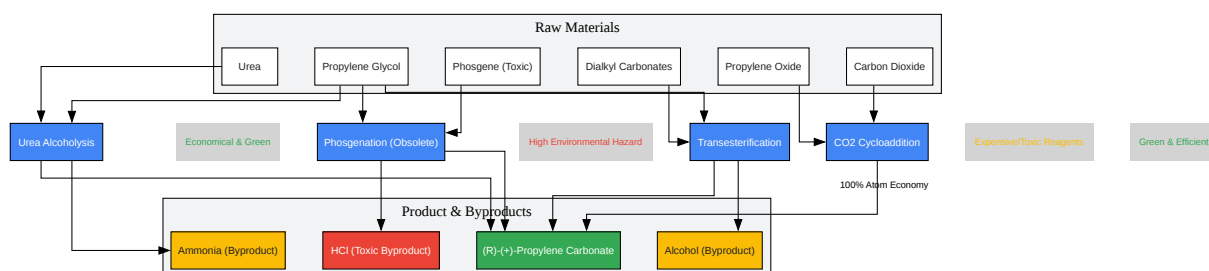 Raw Materials
Urea
Propylene Glycol
Phosgene (Toxic)
Dialkyl Carbonates
Propylene Oxide
Carbon Dioxide
Urea Alcoholysis
Economical & Green
Phosgenation (Obsolete)
High Environmental Hazard
Transesterification
CO2 Cycloaddition
Expensive/Toxic Reagents
Green & Efficient
100% Atom Economy
Product & Byproducts
Ammonia (Byproduct)
HCl (Toxic Byproduct)
(R)-(+)-Propylene Carbonate
Alcohol (Byproduct)